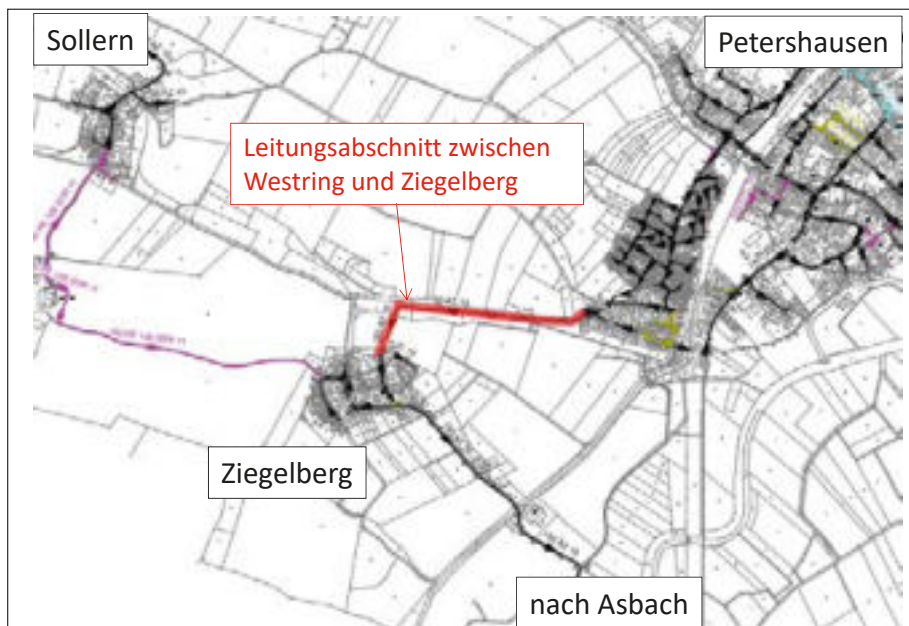 Sollern
Petershausen
Leitungsabschnitt zwischen
Westring und Ziegelberg
Ziegelberg
nach Asbach